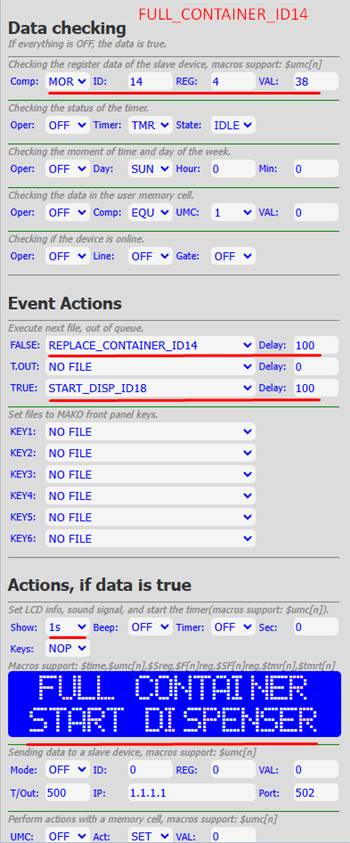 FULL_CONTAINER_ID14
Data checking
If everything is OFF, the data is true.
Checking the register data of the slave device, macros support: $umc[n]
Comp: MOR ID: 14 REG: 4 VAL: 38
Checking the status of the timer.
Oper: OFF Timer: TMR State: IDLE
Checking the moment of time and day of the week.
Oper: OFF Day: SUN Hour: 0 Min: 0
Checking the data in the user memory cell.
Oper: OFF Comp: EQU UMC: 1 VAL: 0
Checking if the device is online.
Oper: OFF Line: OFF Gate: OFF
Event Actions
Execute next file, out of queue.
FALSE: REPLACE_CONTAINER_ID14 Delay: 100
T.OUT: NO FILE Delay: 0
TRUE: START_DISP_ID18 Delay: 100
Set files to MAKO front panel keys.
KEY1: NO FILE
KEY2: NO FILE
KEY3: NO FILE
KEY4: NO FILE
KEY5: NO FILE
KEY6: NO FILE
Actions, if data is true
Set LCD info, sound signal, and start the timer(macros support: $umc[n]).
Show: 1s Beep: OFF Timer: OFF Sec: 0
Keys: NOP
Macros support: $time,$umc[n],$Sreg,$F[n]reg,$SF[n]reg,$tmr[n],$tmrt[n]
FULL CONTAINER
START DISPENSER
Sending data to a slave device, macros support: $umc[n]
Mode: OFF ID: 0 REG: 0 VAL: 0
T/Out: 500 IP: 1.1.1.1 Port: 502
Perform actions with a memory cell, macros support: $umc[n]
UMC: OFF Act: SET VAL: 0